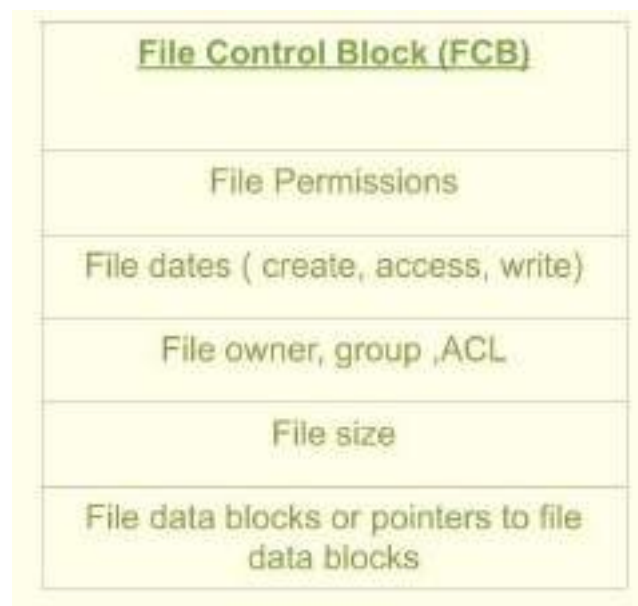 File Control Block (FCB)
File Permissions
File dates ( create, access, write)
File owner, group ,ACL
File size
File data blocks or pointers to file
data blocks